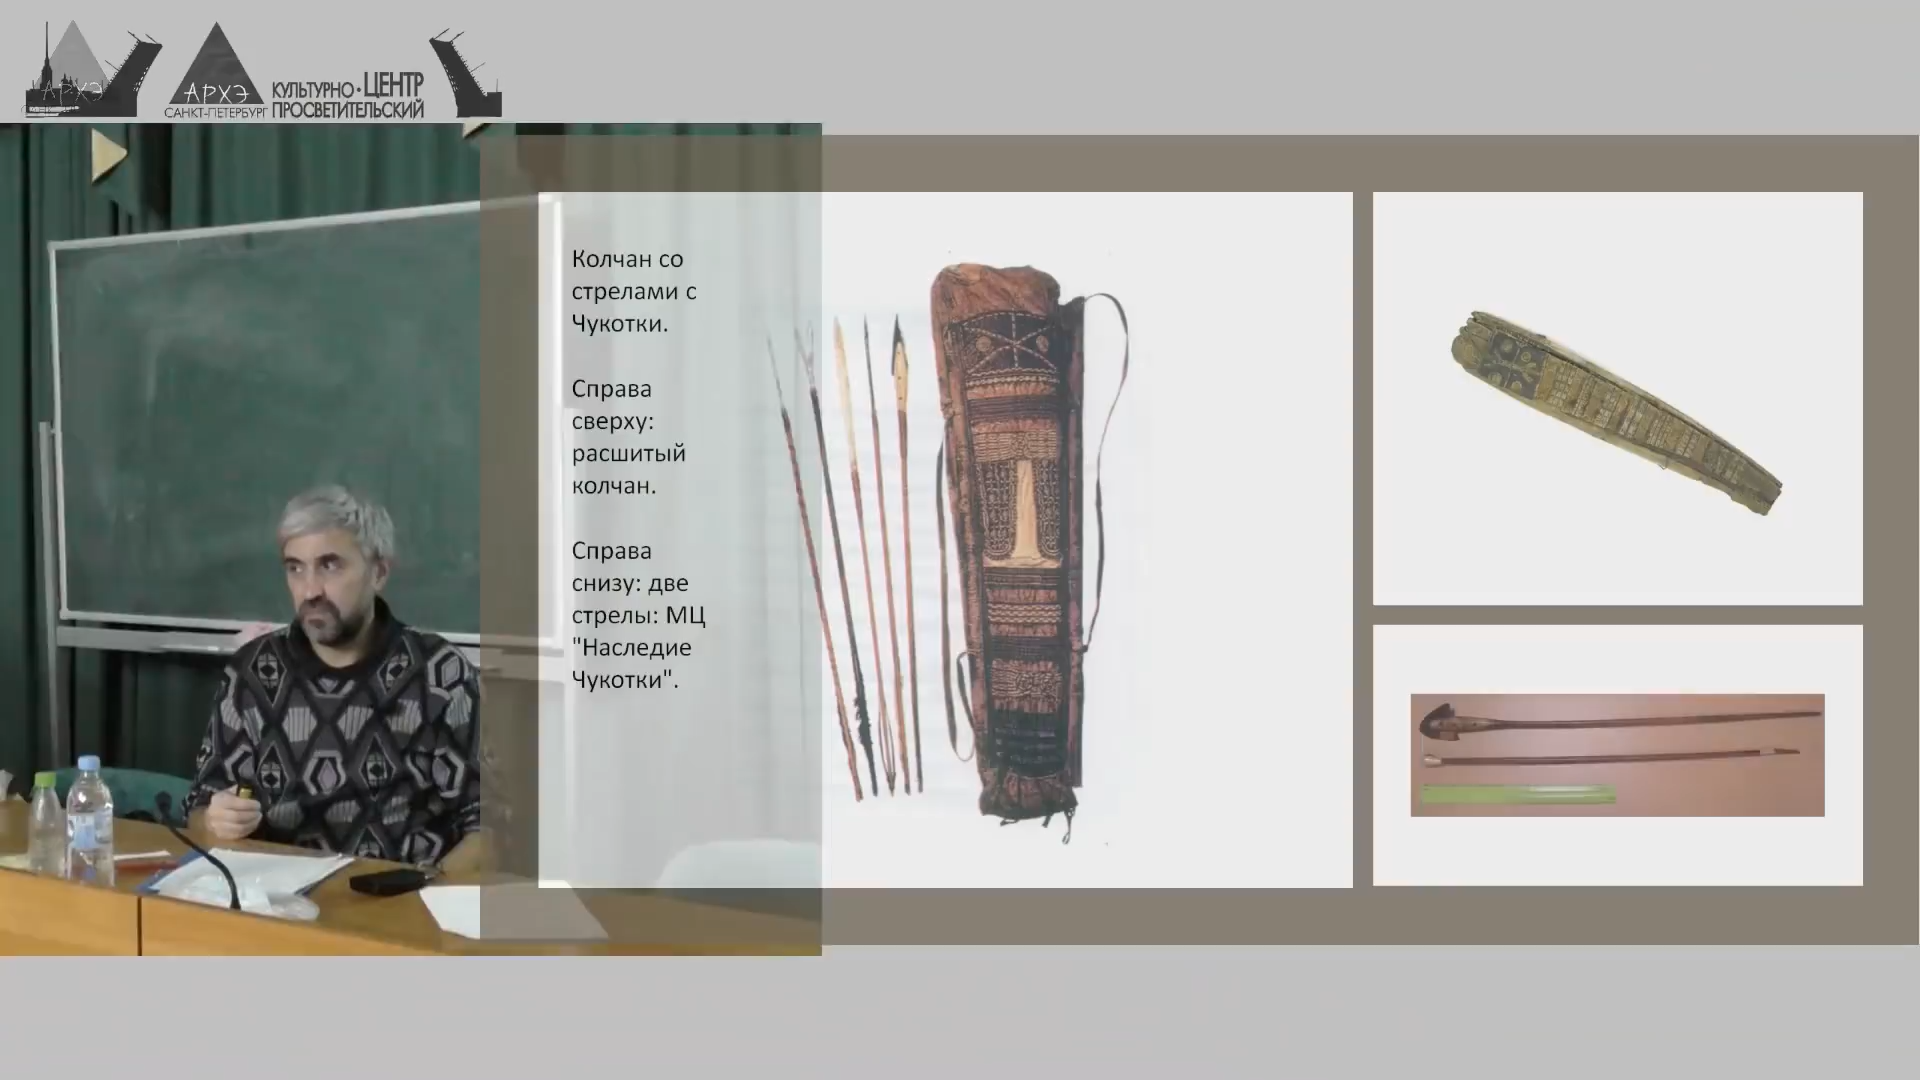 АРХЭ
АРХЭ
САНКТ-ПЕТЕРБУРГ
КУЛЬТУРНО·ЦЕНТР
ПРОСВЕТИТЕЛЬСКИЙ
Колчан со
стрелами с
Чукотки.
Справа
сверху:
расшитый
колчан.
Справа
снизу: две
стрелы: МЦ
"Наследие
Чукотки".